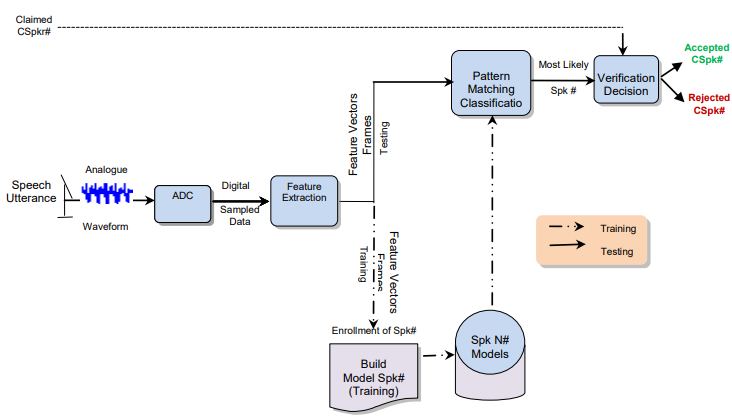 Claimed
CSpkr#
Accepted
CSpk#
Rejected
CSpk#
Pattern
Matching
Classificatio
Most Likely
Spk #
Verification
Decision
Feature Vectors
Frames
Testing
Speech
Utterance
Analogue
Waveform
ADC
Digital
Sampled
Data
Feature
Extraction
Training
Testing
Feature Vectors
Frames
Training
Enrollment of Spk#
Build
Model Spk#
(Training)
Spk N#
Models